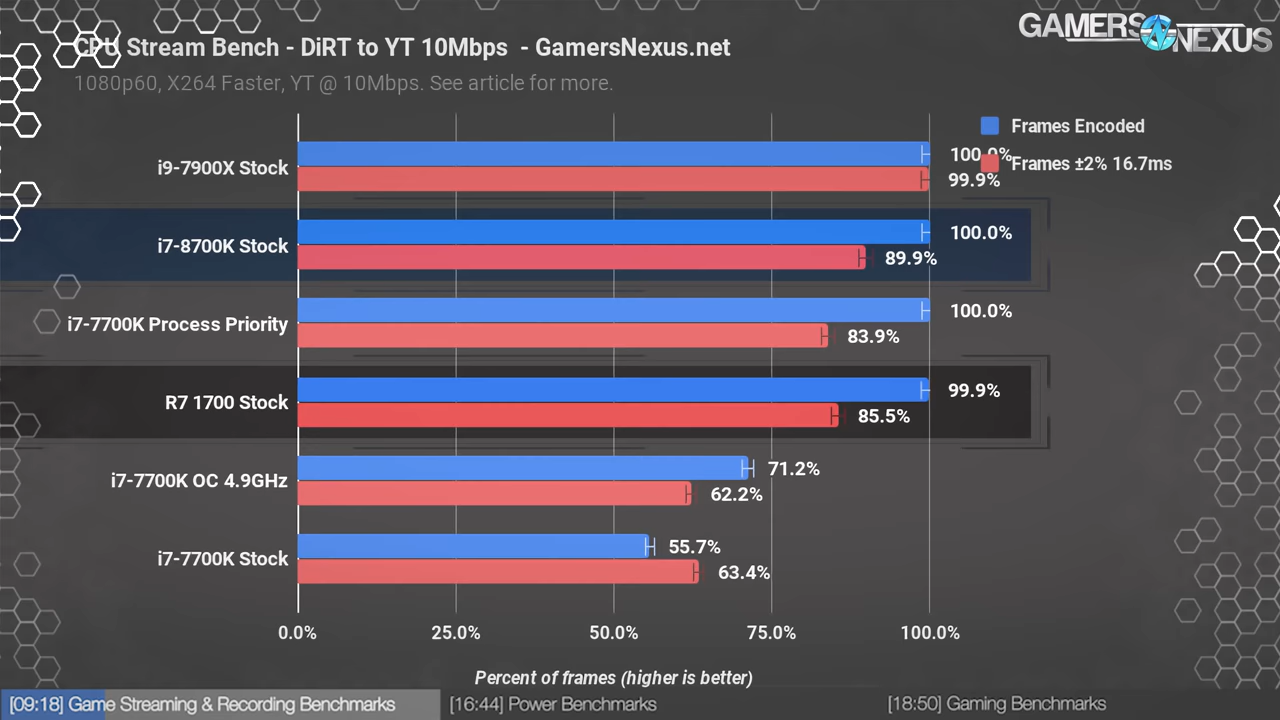 GAMERS NEXUS
CPU Stream Bench - DiRT to YT 10Mbps - GamersNexus.net
1080p60, X264 Faster, YT @ 10Mbps. See article for more.
Frames Encoded
Frames ±2% 16.7ms
i9-7900X Stock
100.0%
99.9%
i7-8700K Stock
100.0%
89.9%
i7-7700K Process Priority
100.0%
83.9%
R7 1700 Stock
99.9%
85.5%
i7-7700K OC 4.9GHz
71.2%
62.2%
i7-7700K Stock
55.7%
63.4%
0.0% 25.0% 50.0% 75.0% 100.0%
Percent of frames (higher is better)
[09:18] Game Streaming & Recording Benchmarks [16:44] Power Benchmarks [18:50] Gaming Benchmarks